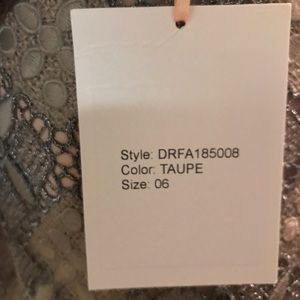 Style: DRFA185008
Color: TAUPE
Size: 06